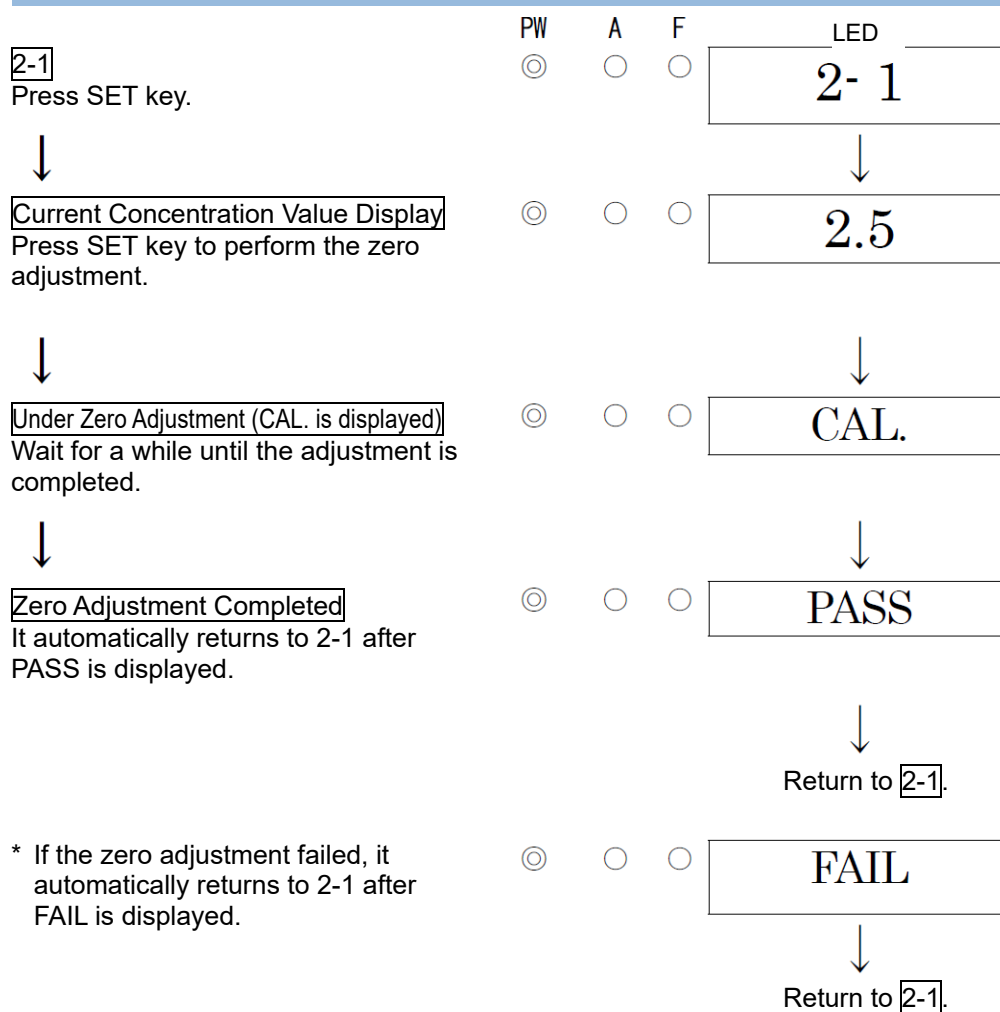 PW A F LED
2-1
Press SET key.
2- 1
Current Concentration Value Display
Press SET key to perform the zero
adjustment.
2.5
Under Zero Adjustment (CAL. is displayed)
Wait for a while until the adjustment is
completed.
CAL.
Zero Adjustment Completed
It automatically returns to 2-1 after
PASS is displayed.
PASS
Return to 2-1.
* If the zero adjustment failed, it
automatically returns to 2-1 after
FAIL is displayed.
FAIL
Return to 2-1.